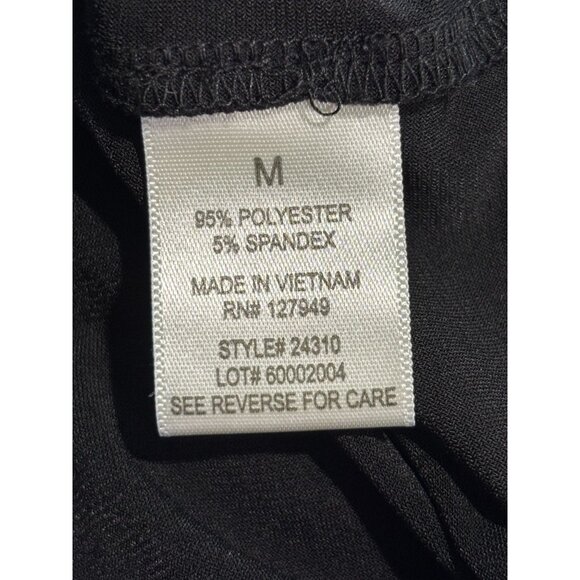 M
95% POLYESTER
5% SPANDEX
MADE IN VIETNAM
RN# 127949
STYLE# 24310
LOT# 60002004
SEE REVERSE FOR CARE